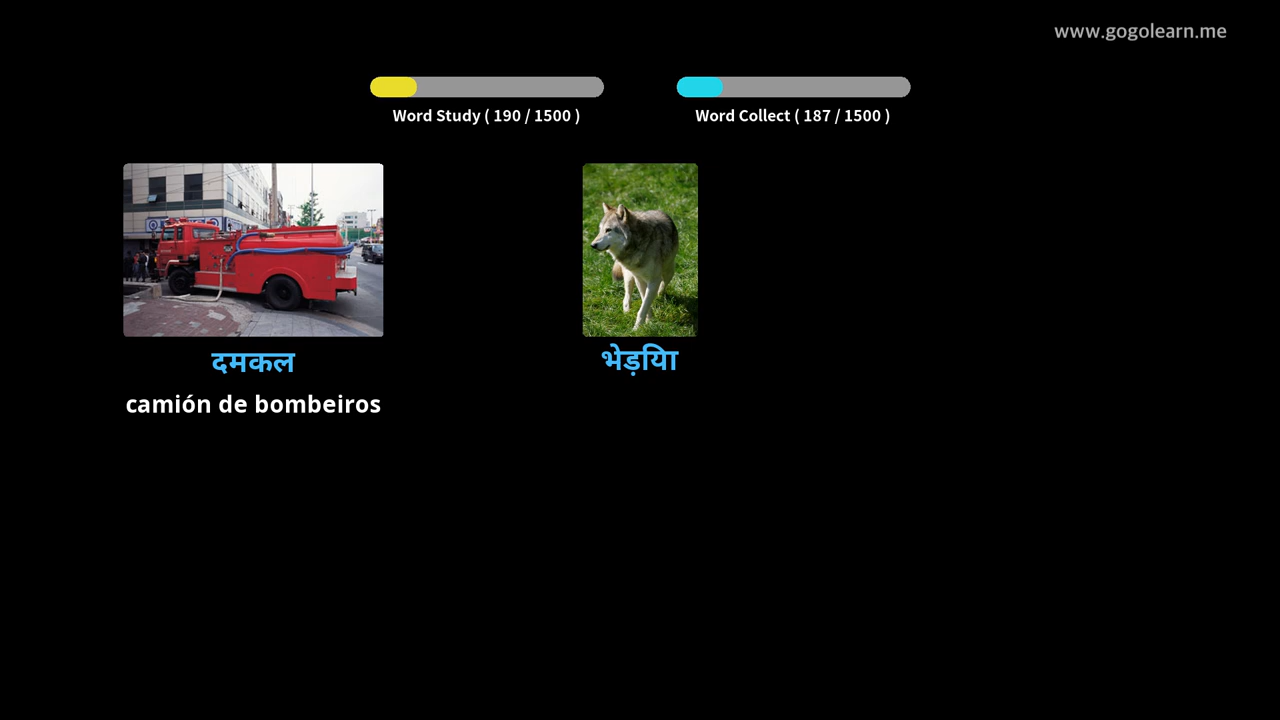 www.gogolearn.me
Word Study ( 190 / 1500 )
Word Collect ( 187 / 1500 )
दमकल
भेड़िया
camión de bombeiros